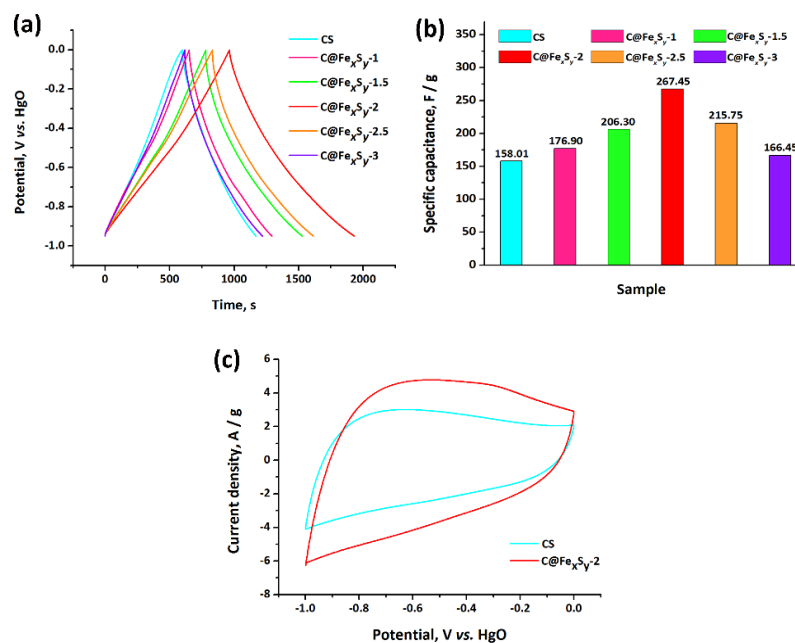 (a)
CS
C@FexSy-1
C@FexSy-1.5
C@FexSy-2
C@FexSy-2.5
C@FexSy-3
0.0
-0.2
-0.4
-0.6
-0.8
-1.0
Potential, V vs. HgO
0 500 1000 1500 2000
Time, s
(b)
CS C@FexSy-1 C@FexSy-1.5
C@FexSy-2 C@FexSy-2.5 C@FexSy-3
350
300
250
200
150
100
50
0
Specific capacitance, F / g
158.01 176.90 206.30 267.45 215.75 166.45
Sample
(c)
6
4
2
0
-2
-4
-6
-8
Current density, A / g
CS
C@FexSy-2
-1.0 -0.8 -0.6 -0.4 -0.2 0.0
Potential, V vs. HgO